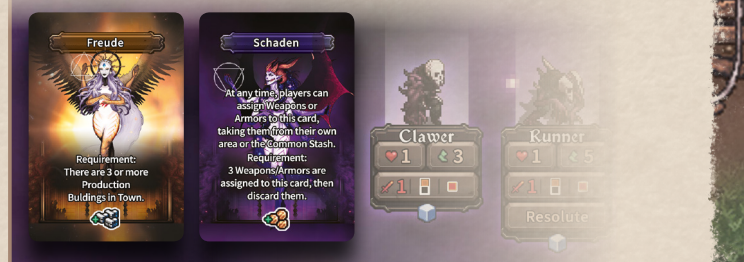 Freude
Requirement:
There are 3 or more
Production
Buldings in Town.
Schaden
At any time, players can
assign Weapons or
Armors to this card,
taking them from their own
area or the Common Stash.
Requirement:
3 Weapons/Armors are
assigned to this card, then
discard them.
Clawer
1 3
1
Runner
1 5
1
Resolute